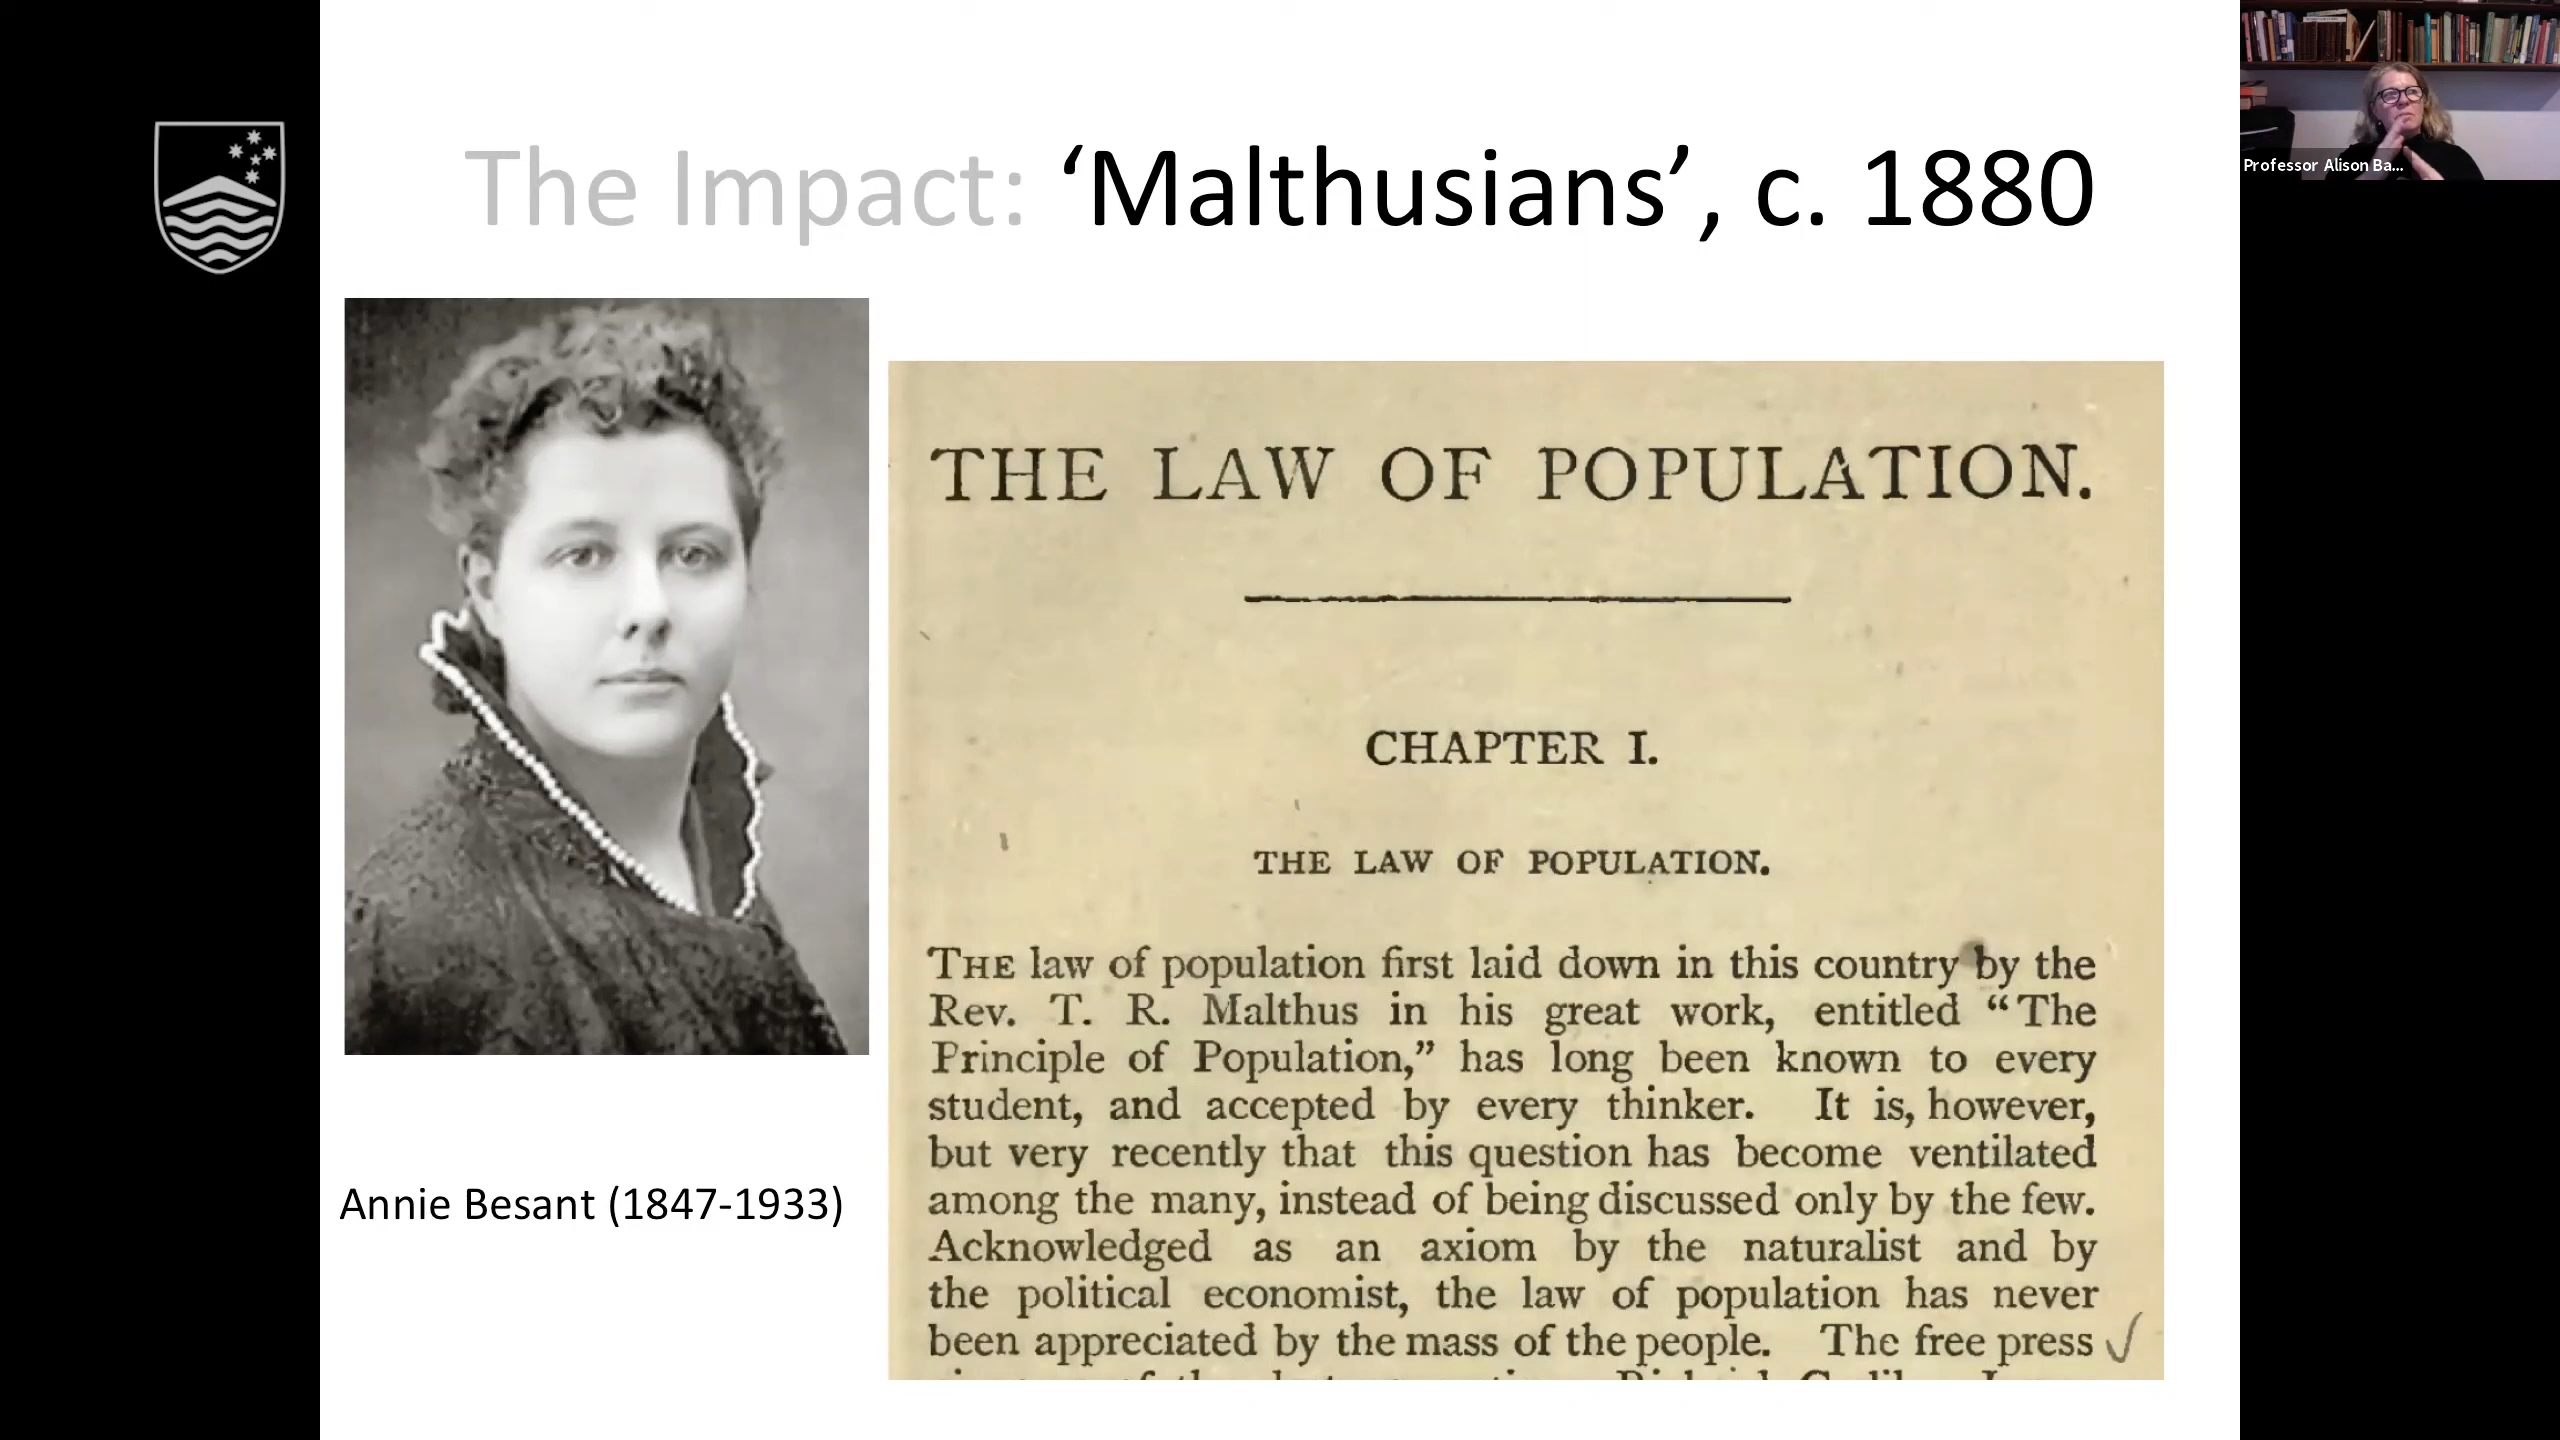 The Impact: ‘Malthusians’, c. 1880
Professor Alison Ba...
THE LAW OF POPULATION.
CHAPTER I.
THE LAW OF POPULATION.
THE law of population first laid down in this country by the
Rev. T. R. Malthus in his great work, entitled “The
Principle of Population,” has long been known to every
student, and accepted by every thinker. It is, however,
but very recently that this question has become ventilated
among the many, instead of being discussed only by the few.
Acknowledged as an axiom by the naturalist and by
the political economist, the law of population has never
been appreciated by the mass of the people. The free press
Annie Besant (1847-1933)